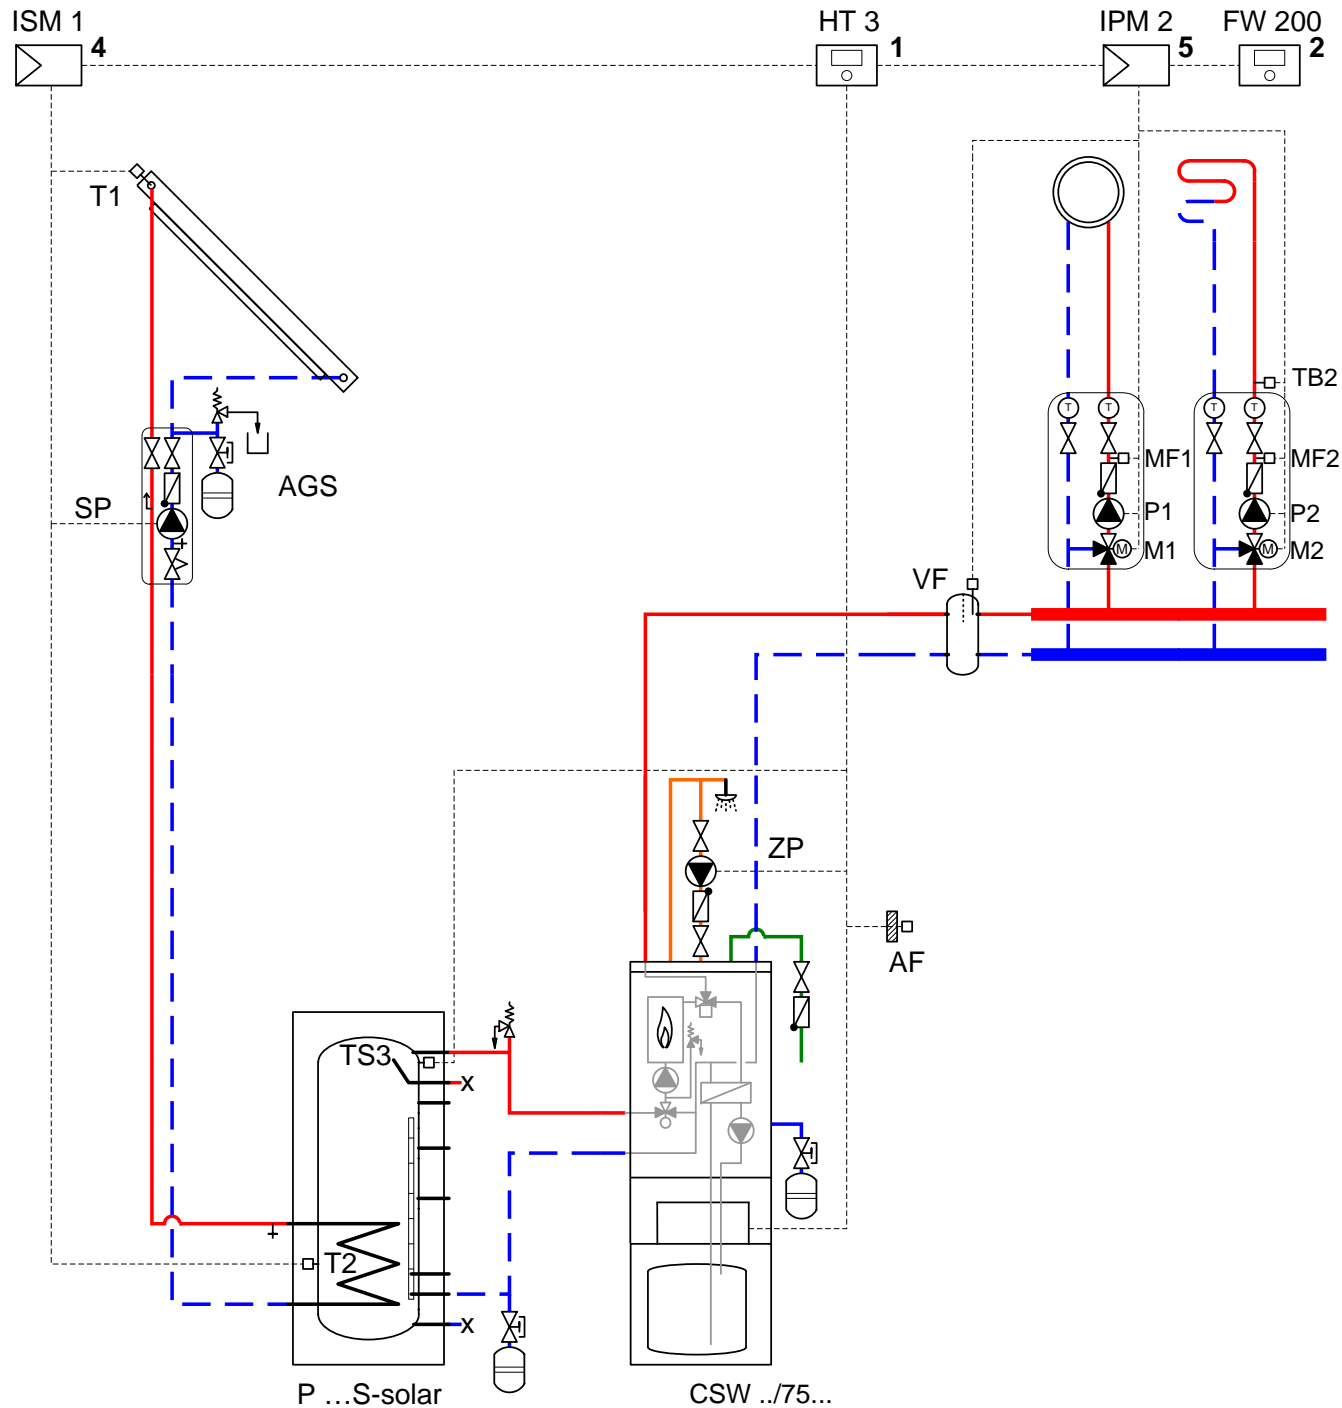 ISM 1 HT 3 IPM 2 FW 200
4 1 5 2
T1
TB2
T T T T
AGS
MF1 MF2
SP
P1 P2
M M1 M M2
VF
ZP
AF
TS3
x
T2
x
P ...S-solar CSW ../75...